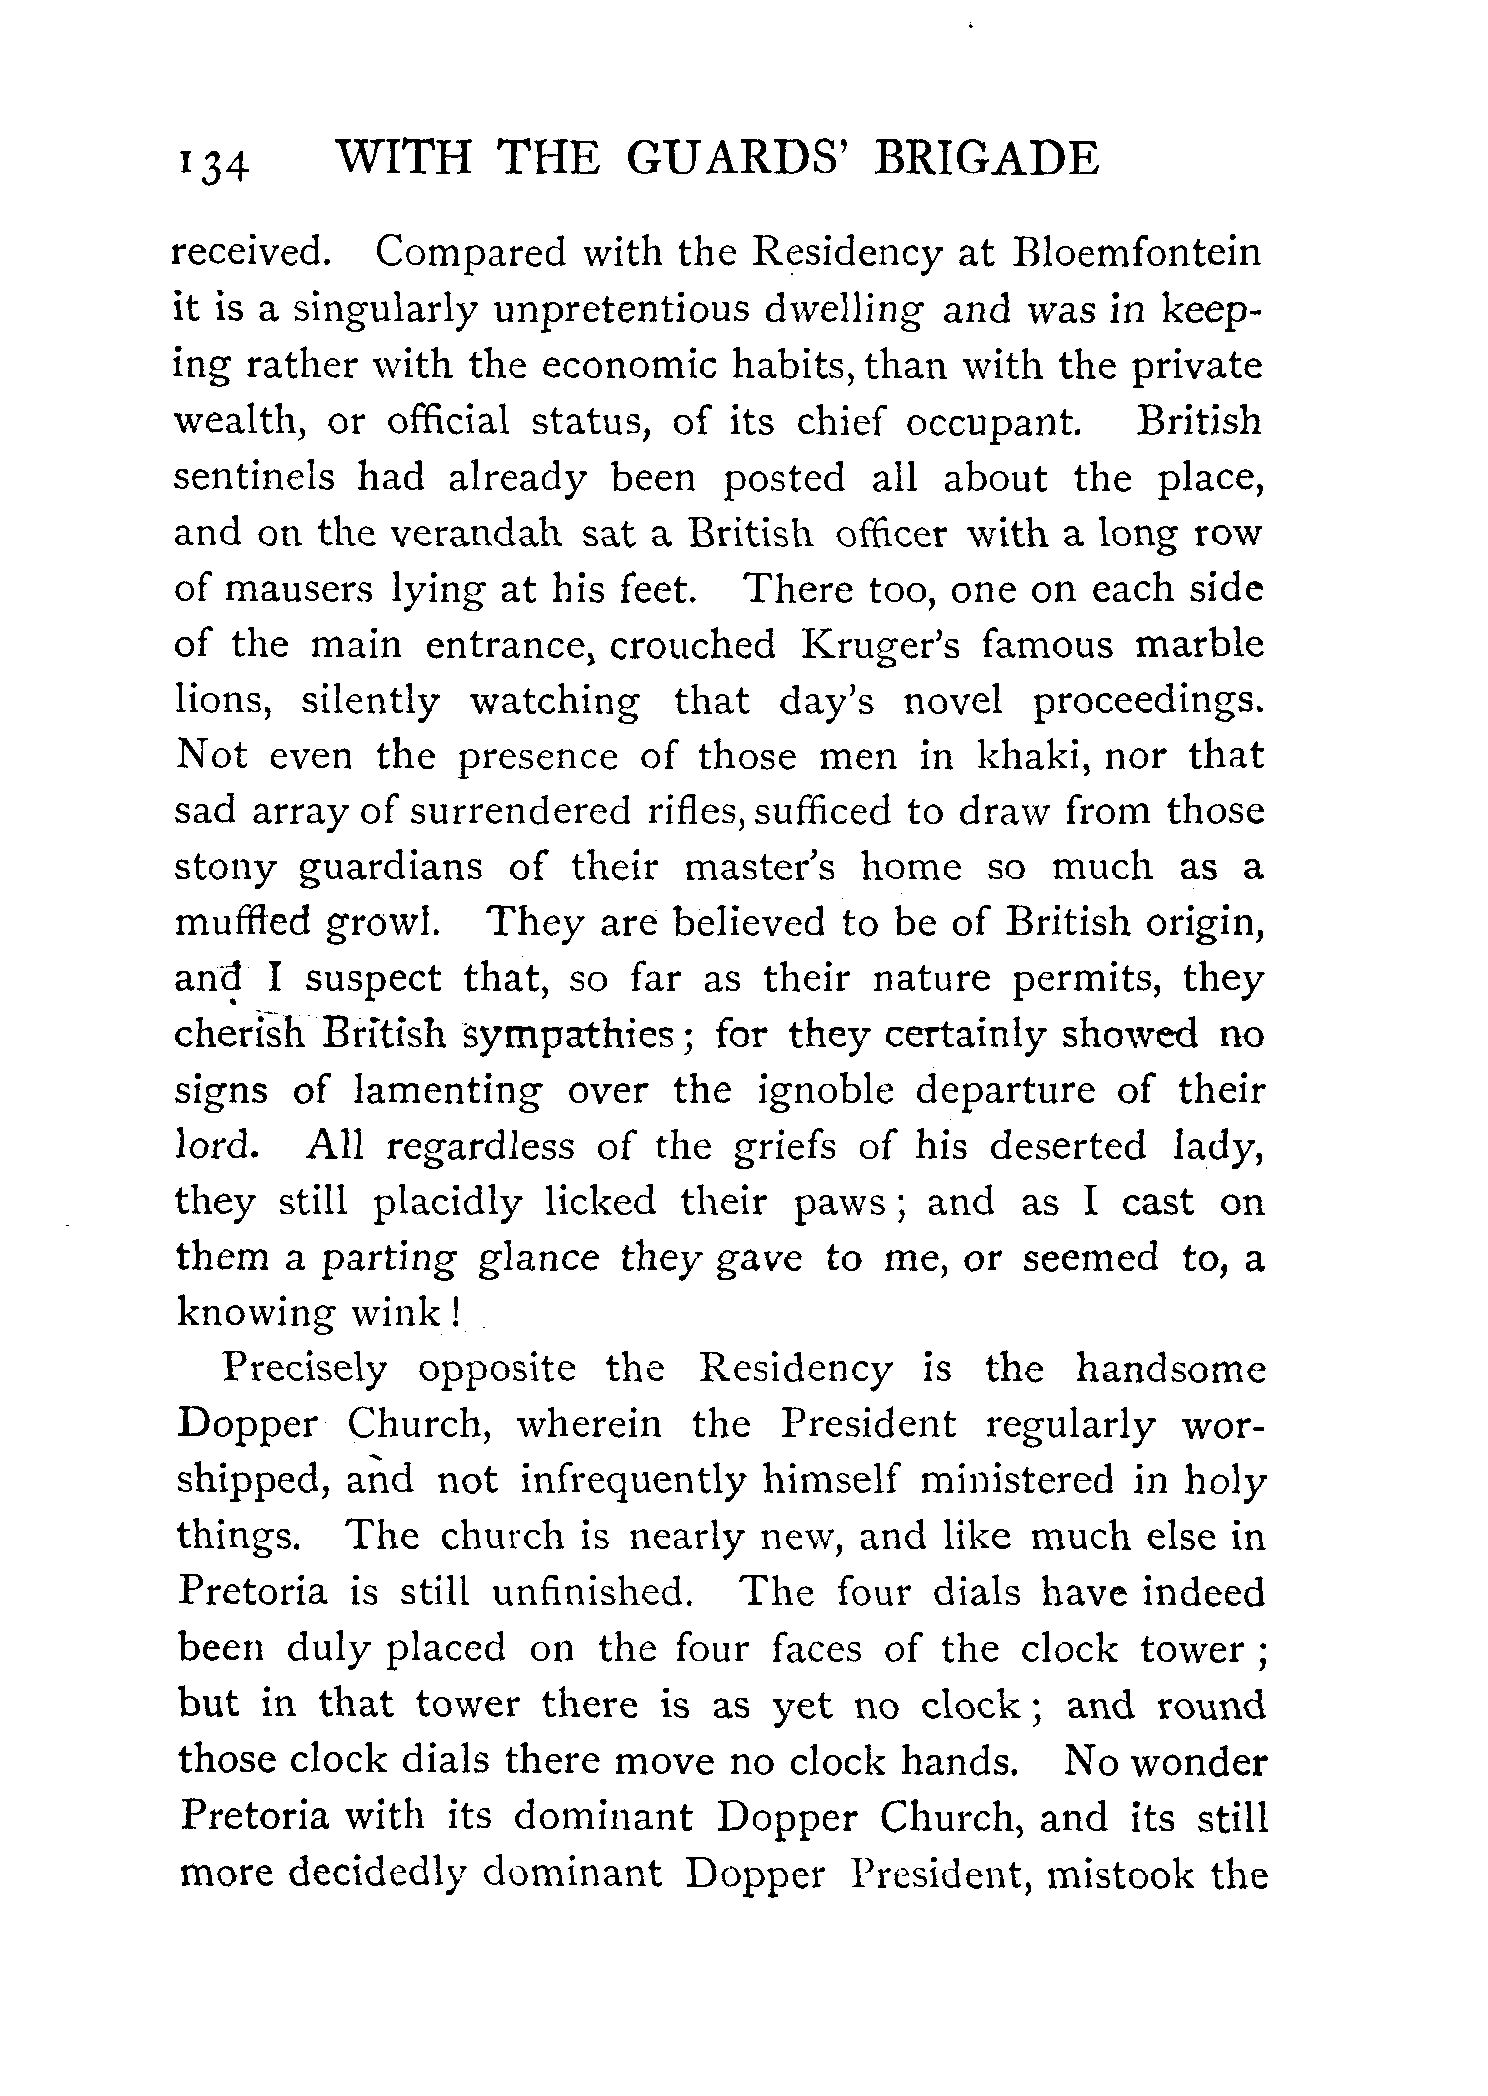 134 WITH THE GUARDS' BRIGADE
received. Compared with the Residency at Bloemfontein
it is a singularly unpretentious dwelling and was in keep-
ing rather with the economic habits, than with the private
wealth, or official status, of its chief occupant. British
sentinels had already been posted all about the place,
and on the verandah sat a British officer with a long row
of mausers lying at his feet. There too, one on each side
of the main entrance, crouched Kruger's famous marble
lions, silently watching that day's novel proceedings.
Not even the presence of those men in khaki, nor that
sad array of surrendered rifles, sufficed to draw from those
stony guardians of their master's home so much as a
muffled growl. They are believed to be of British origin,
and I suspect that, so far as their nature permits, they
cherish British sympathies; for they certainly showed no
signs of lamenting over the ignoble departure of their
lord. All regardless of the griefs of his deserted lady,
they still placidly licked their paws; and as I cast on
them a parting glance they gave to me, or seemed to, a
knowing wink!
Precisely opposite the Residency is the handsome
Dopper Church, wherein the President regularly wor-
shipped, and not infrequently himself ministered in holy
things. The church is nearly new, and like much else in
Pretoria is still unfinished. The four dials have indeed
been duly placed on the four faces of the clock tower;
but in that tower there is as yet no clock; and round
those clock dials there move no clock hands. No wonder
Pretoria with its dominant Dopper Church, and its still
more decidedly dominant Dopper President, mistook the